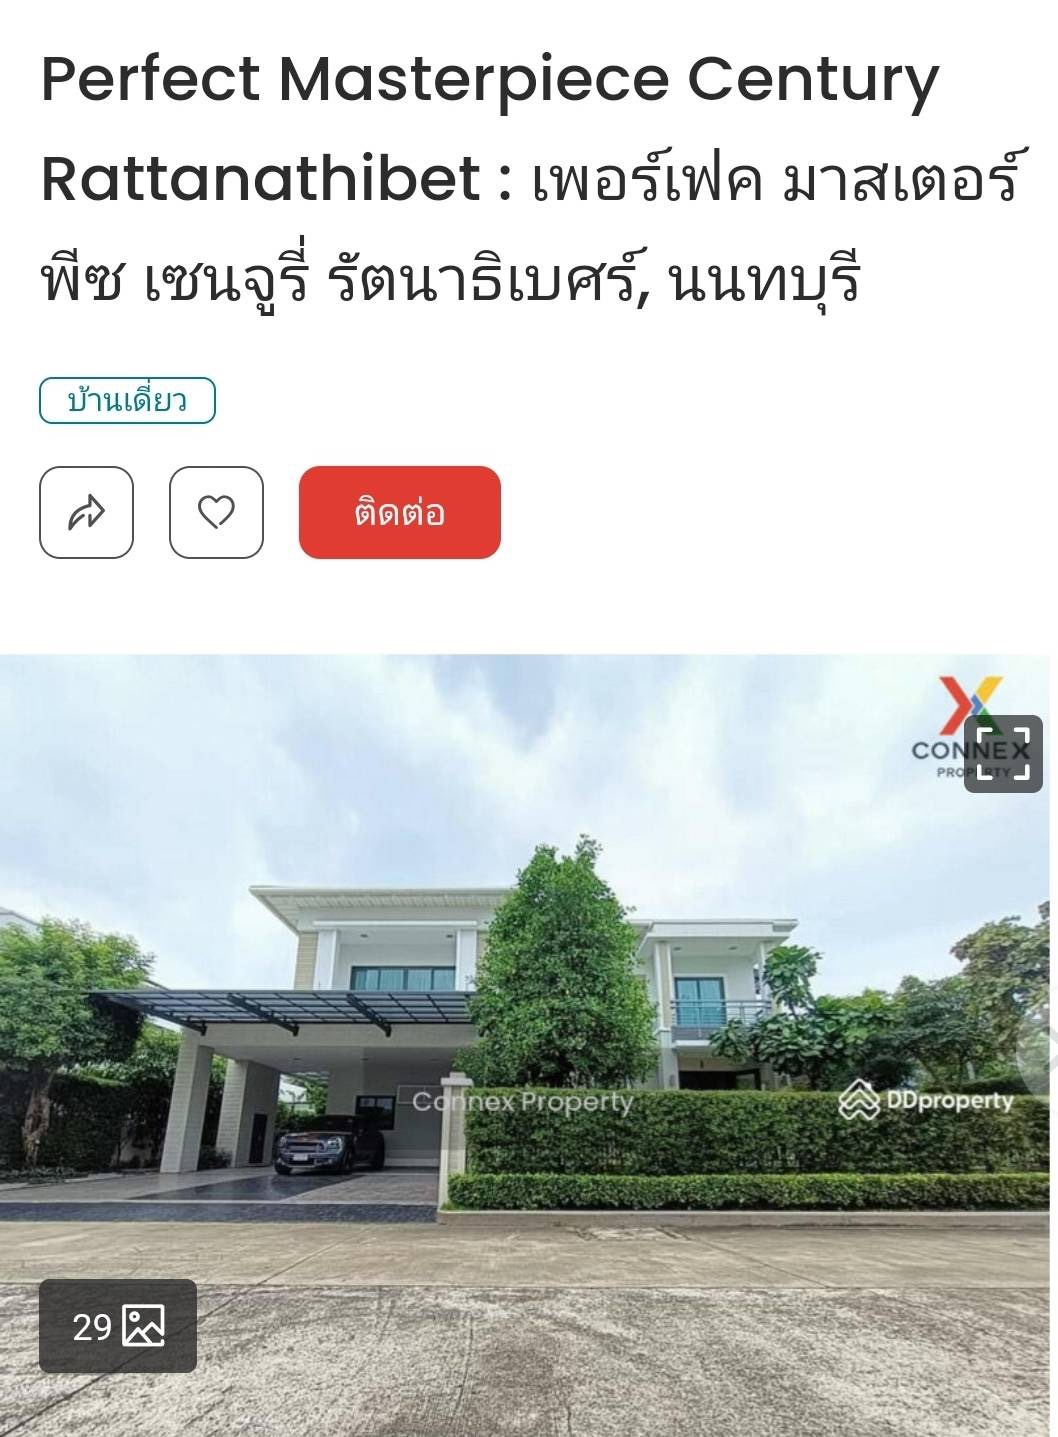 Perfect Masterpiece Century
Rattanathibet : เพอร์เฟค มาสเตอร์
พีซ เซนจูรี่ รัตนาธิเบศร์, นนทบุรี
บ้านเดี่ยว
ติดต่อ
CONNEX
PROPERTY
Connex Property
DDproperty
29